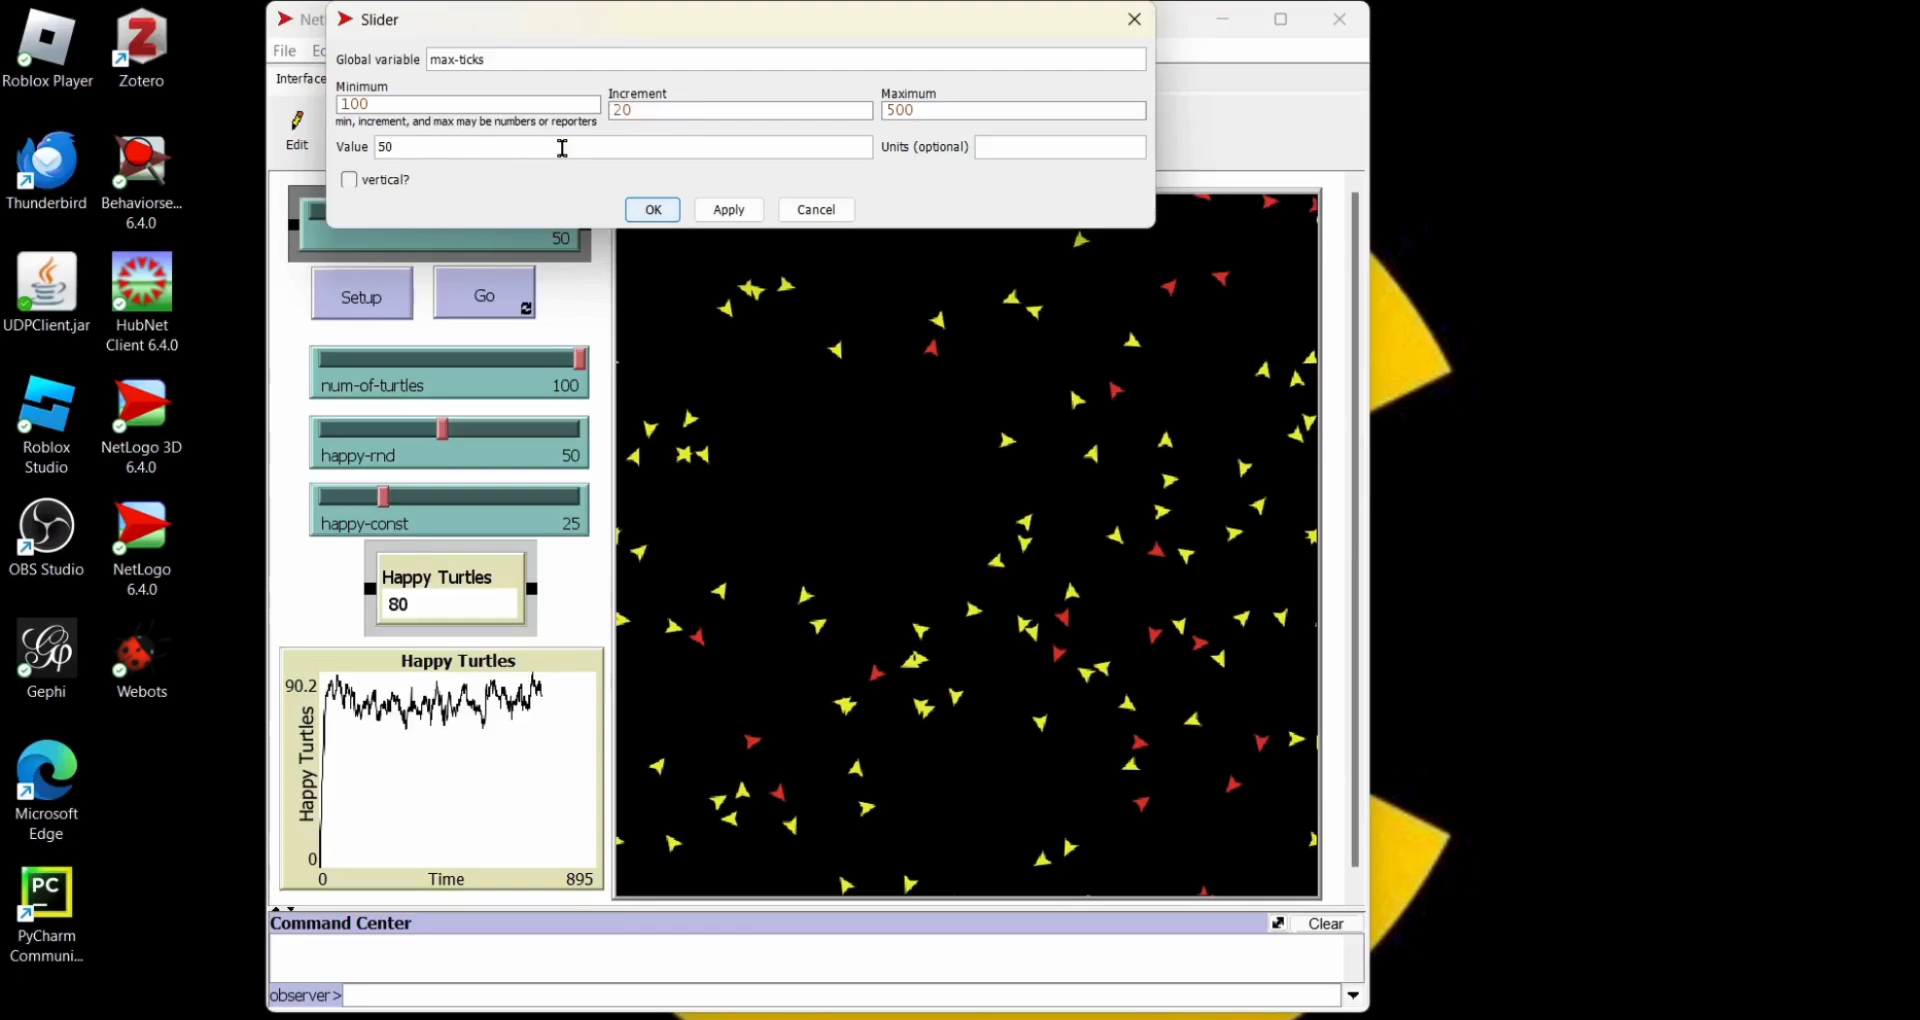 Roblox Player
Zotero
Thunderbird
Behaviorse...
6.4.0
UDPClient.jar
HubNet
Client 6.4.0
Roblox
Studio
NetLogo 3D
6.4.0
OBS Studio
NetLogo
6.4.0
Gephi
Webots
Microsoft
Edge
PC
PyCharm
Communi...
Net
Slider
File
Ed
Interface
Edit
Global variable max-ticks
Minimum
Increment
Maximum
100
20
500
min, increment, and max may be numbers or reporters
Value 50
Units (optional)
vertical?
OK
Apply
Cancel
50
Setup
Go
num-of-turtles 100
happy-rnd 50
happy-const 25
Happy Turtles
80
Happy Turtles
90.2
Happy Turtles
0
0
Time
895
Command Center
Clear
observer>